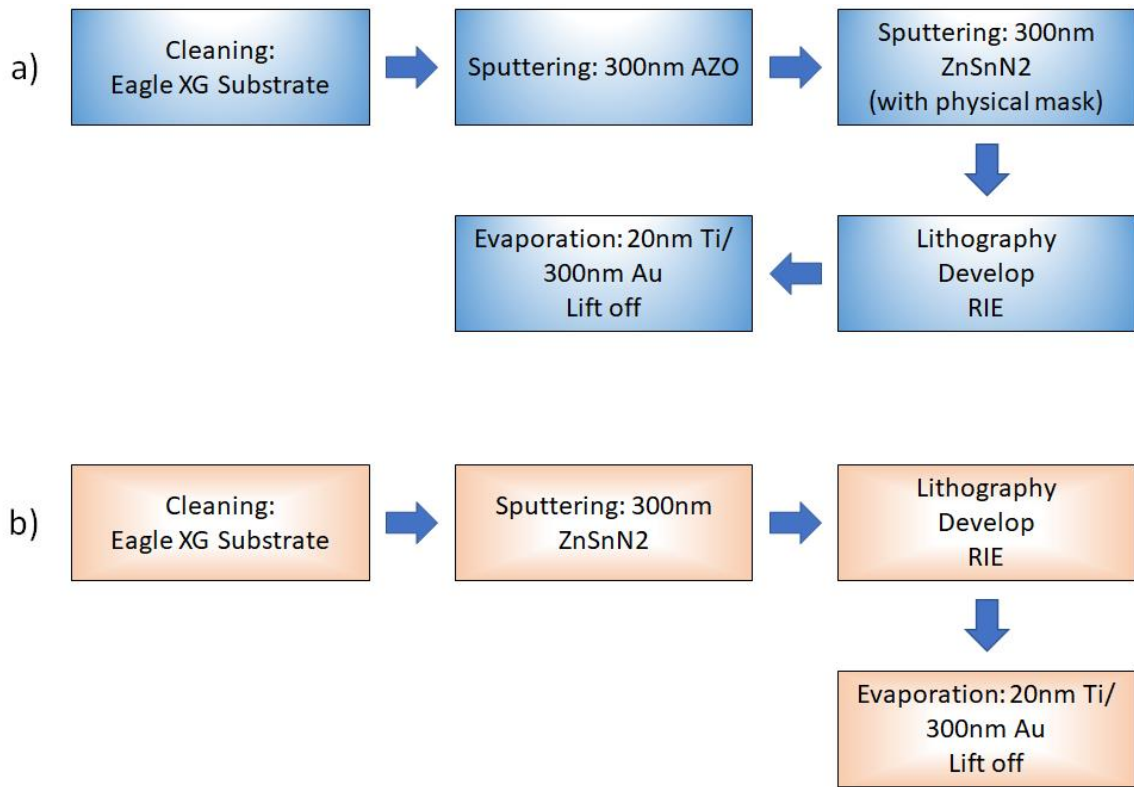 a)
Cleaning:
Eagle XG Substrate
Sputtering: 300nm AZO
Sputtering: 300nm
ZnSnN2
(with physical mask)
Lithography
Develop
RIE
Evaporation: 20nm Ti/
300nm Au
Lift off
b)
Cleaning:
Eagle XG Substrate
Sputtering: 300nm
ZnSnN2
Lithography
Develop
RIE
Evaporation: 20nm Ti/
300nm Au
Lift off